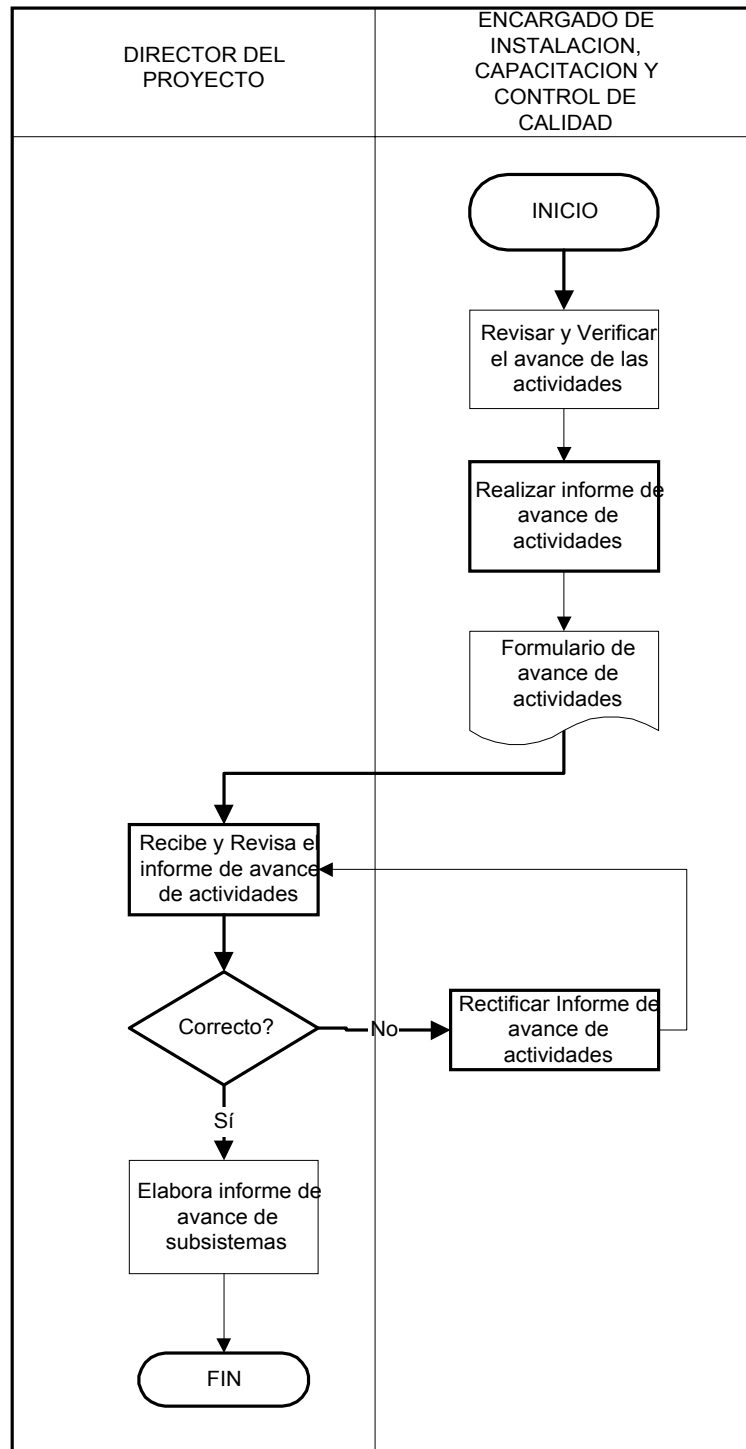 DIRECTOR DEL
PROYECTO
ENCARGADO DE
INSTALACION,
CAPACITACION Y
CONTROL DE
CALIDAD
INICIO
Revisar y Verificar
el avance de las
actividades
Realizar informe de
avance de
actividades
Formulario de
avance de
actividades
Recibe y Revisa el
informe de avance
de actividades
Correcto?
No
Rectificar Informe de
avance de
actividades
Sí
Elabora informe de
avance de
subsistemas
FIN